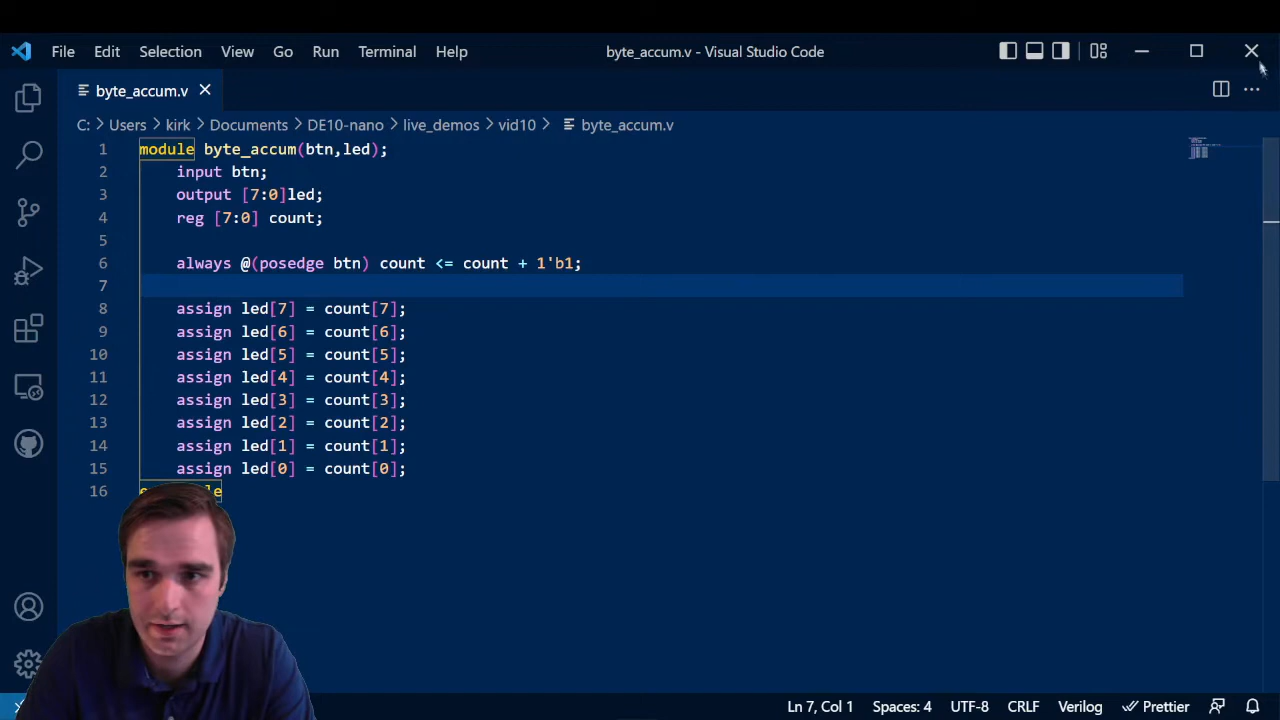 File Edit Selection View Go Run Terminal Help byte_accum.v - Visual Studio Code
byte_accum.v
C: > Users > kirk > Documents > DE10-nano > live_demos > vid10 > byte_accum.v
1 module byte_accum(btn,led);
2 input btn;
3 output [7:0]led;
4 reg [7:0] count;
5
6 always @(posedge btn) count <= count + 1'b1;
7
8 assign led[7] = count[7];
9 assign led[6] = count[6];
10 assign led[5] = count[5];
11 assign led[4] = count[4];
12 assign led[3] = count[3];
13 assign led[2] = count[2];
14 assign led[1] = count[1];
15 assign led[0] = count[0];
16
Ln 7, Col 1 Spaces: 4 UTF-8 CRLF Verilog Prettier